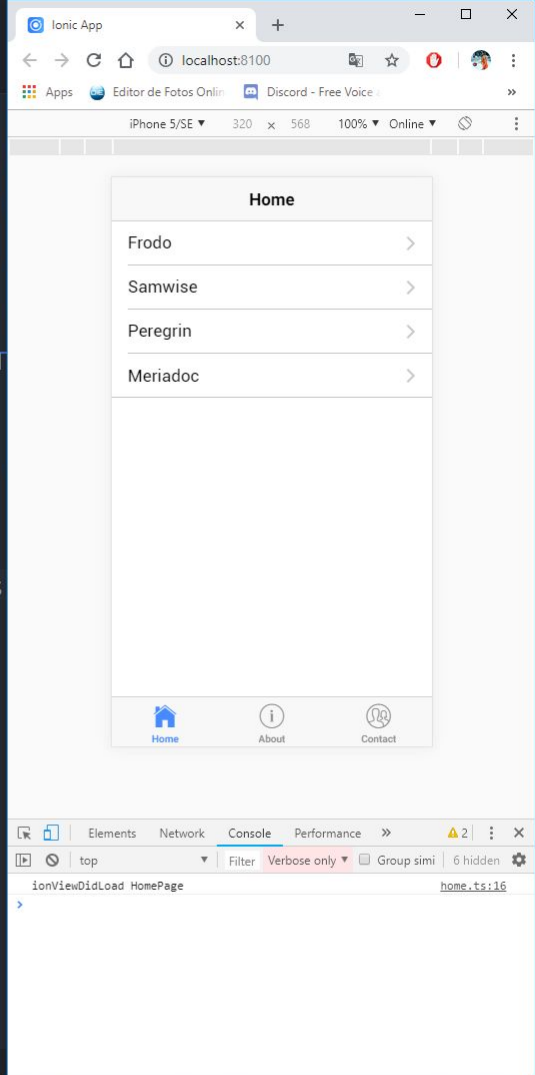 Ionic App
localhost:8100
Apps Editor de Fotos Onlin Discord - Free Voice »
iPhone 5/SE ▼ 320 × 568 100% ▼ Online ▼
Home
Frodo
Samwise
Peregrin
Meriadoc
Home About Contact
Elements Network Console Performance » 2
top ▼ Filter Verbose only ▼ Group simi 6 hidden
ionViewDidLoad HomePage home.ts:16